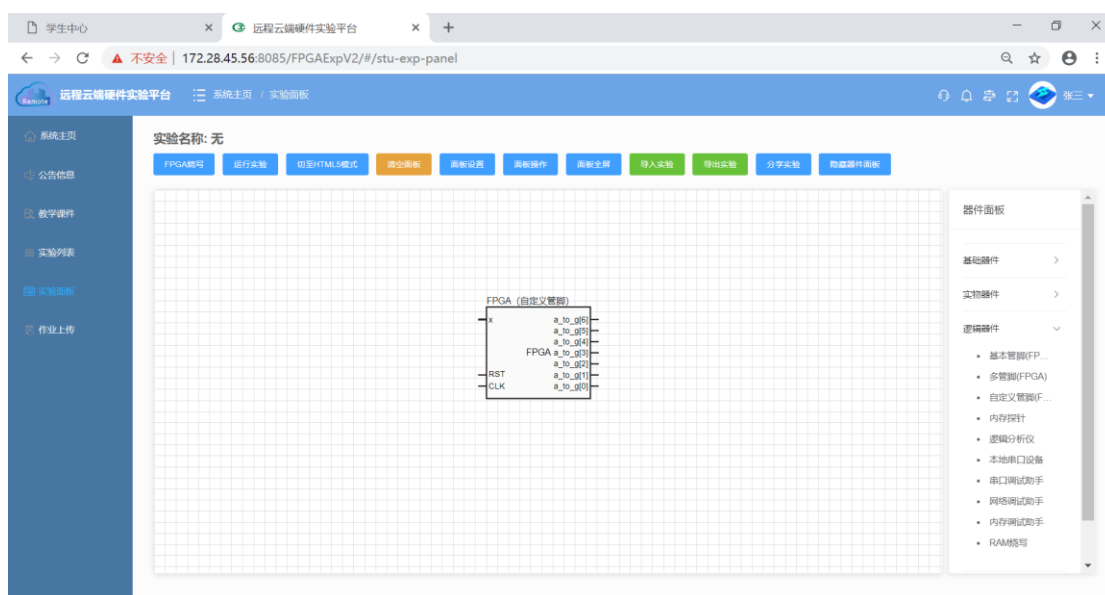 学生中心
远程云端硬件实验平台
不安全 | 172.28.45.56:8085/FPGAExpV2/#/stu-exp-panel
Remote 远程云端硬件实验平台 系统主页 / 实验面板 张三
系统主页
公告信息
教学课件
实验列表
实验面板
作业上传
实验名称: 无
FPGA烧写 运行实验 切至HTML5模式 清空面板 面板设置 面板操作 面板全屏 导入实验 导出实验 分享实验 隐藏器件面板
FPGA (自定义管脚)
x a_to_g[6]
a_to_g[5]
a_to_g[4]
FPGA a_to_g[3]
a_to_g[2]
RST a_to_g[1]
CLK a_to_g[0]
器件面板
基础器件
实物器件
逻辑器件
基本管脚(FP...
多管脚(FPGA)
自定义管脚(F...
内存探针
逻辑分析仪
本地串口设备
串口调试助手
网络调试助手
内存调试助手
RAM烧写